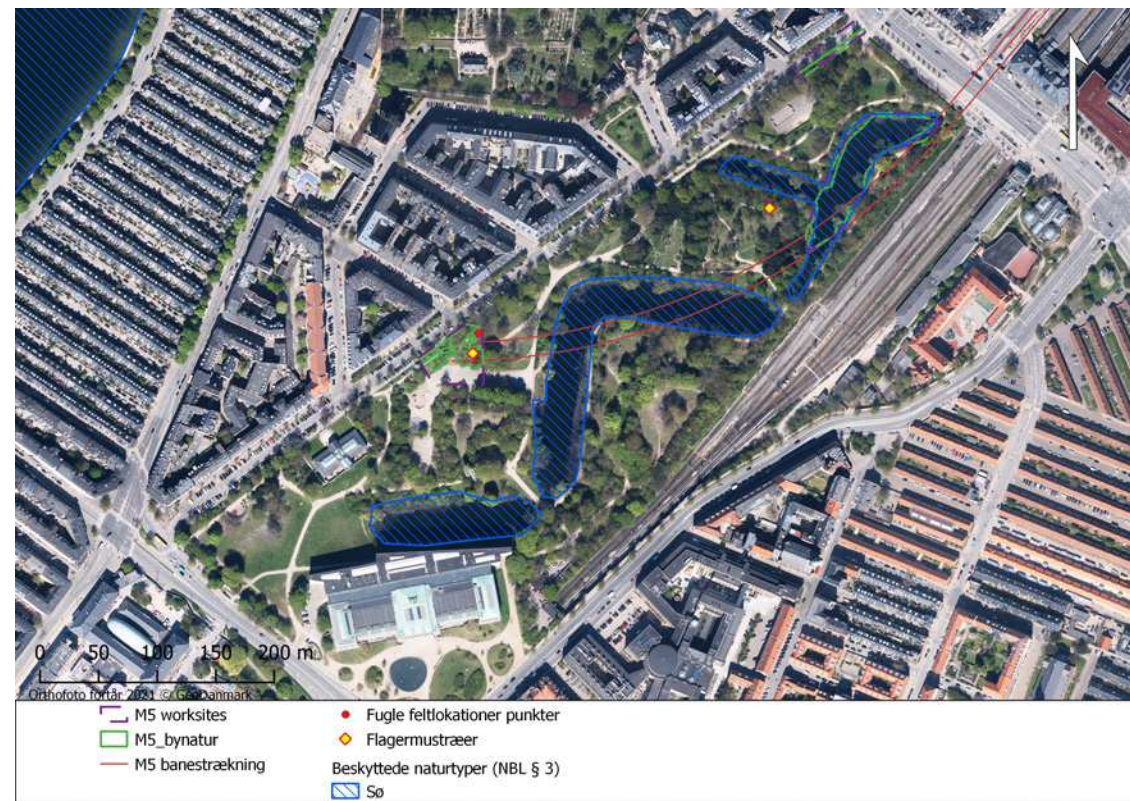 0 50 100 150 200 m
Orthofoto forår 2021 © GeoDanmark
M5 worksites
M5_bynatur
M5 banestrækning
Fugle feltlokationer punkter
Flagermustræer
Beskyttede naturtyper (NBL § 3)
Sø